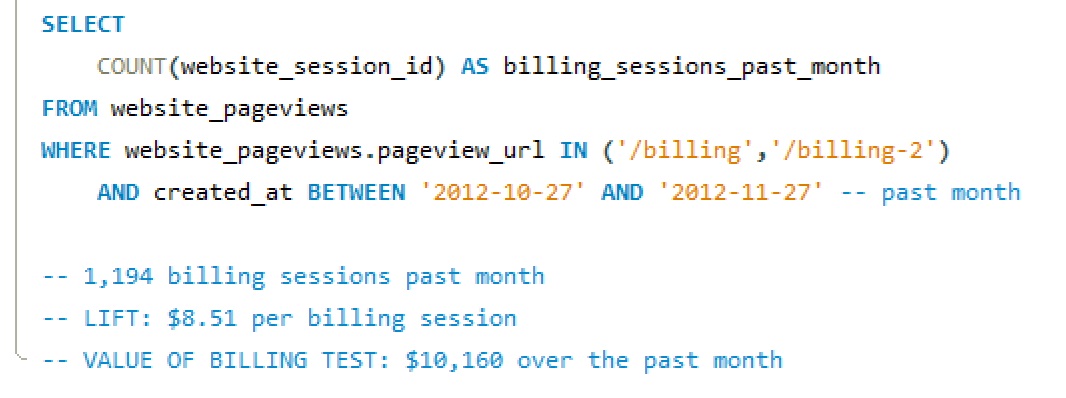 SELECT
COUNT(website_session_id) AS billing_sessions_past_month
FROM website_pageviews
WHERE website_pageviews.pageview_url IN ('/billing','/billing-2')
AND created_at BETWEEN '2012-10-27' AND '2012-11-27' -- past month
-- 1,194 billing sessions past month
-- LIFT: $8.51 per billing session
-- VALUE OF BILLING TEST: $10,160 over the past month